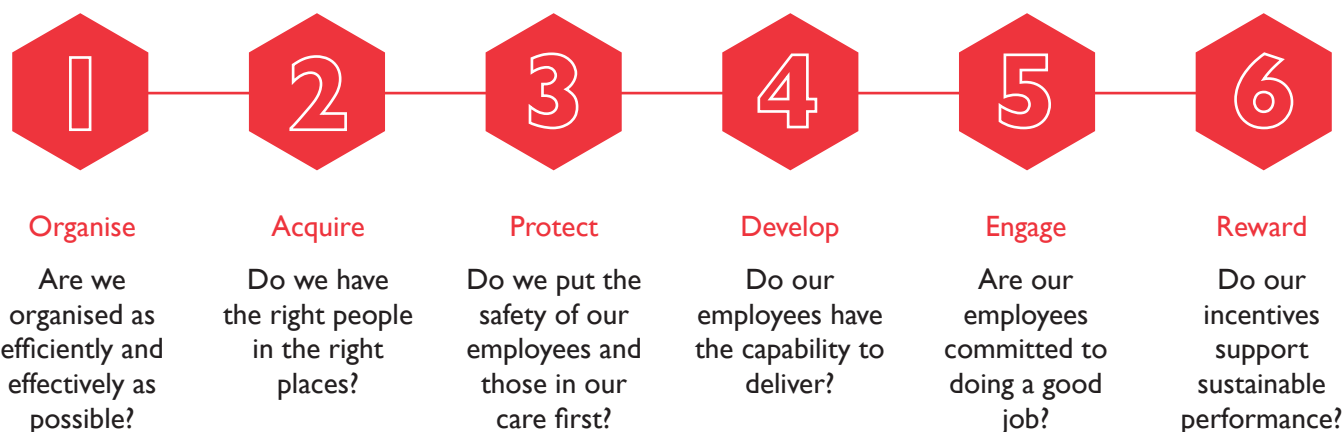 1
2
3
4
5
6
Organise
Are we
organised as
efficiently and
effectively as
possible?
Acquire
Do we have
the right people
in the right
places?
Protect
Do we put the
safety of our
employees and
those in our
care first?
Develop
Do our
employees have
the capability to
deliver?
Engage
Are our
employees
committed to
doing a good
job?
Reward
Do our
incentives
support
sustainable
performance?